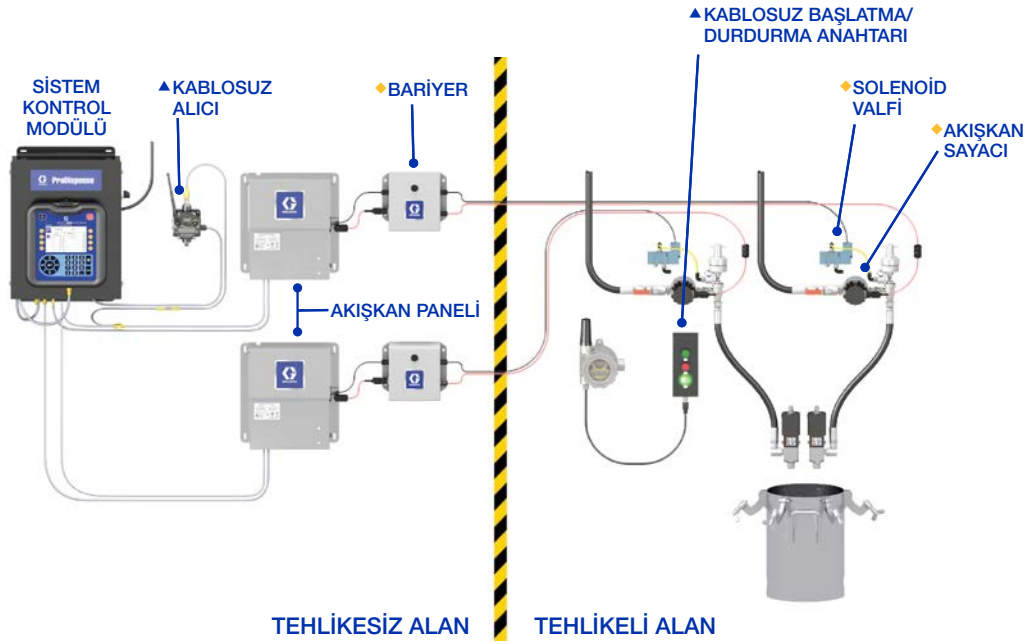 ▲KABLOSUZ BAŞLATMA/
DURDURMA ANAHTARI
SİSTEM
KONTROL
MODÜLÜ
▲KABLOSUZ
ALICI
◆BARİYER
◆SOLENOİD
VALFİ
◆AKIŞKAN
SAYACI
ProDispense
AKIŞKAN PANELİ
TEHLİKESİZ ALAN
TEHLİKELİ ALAN